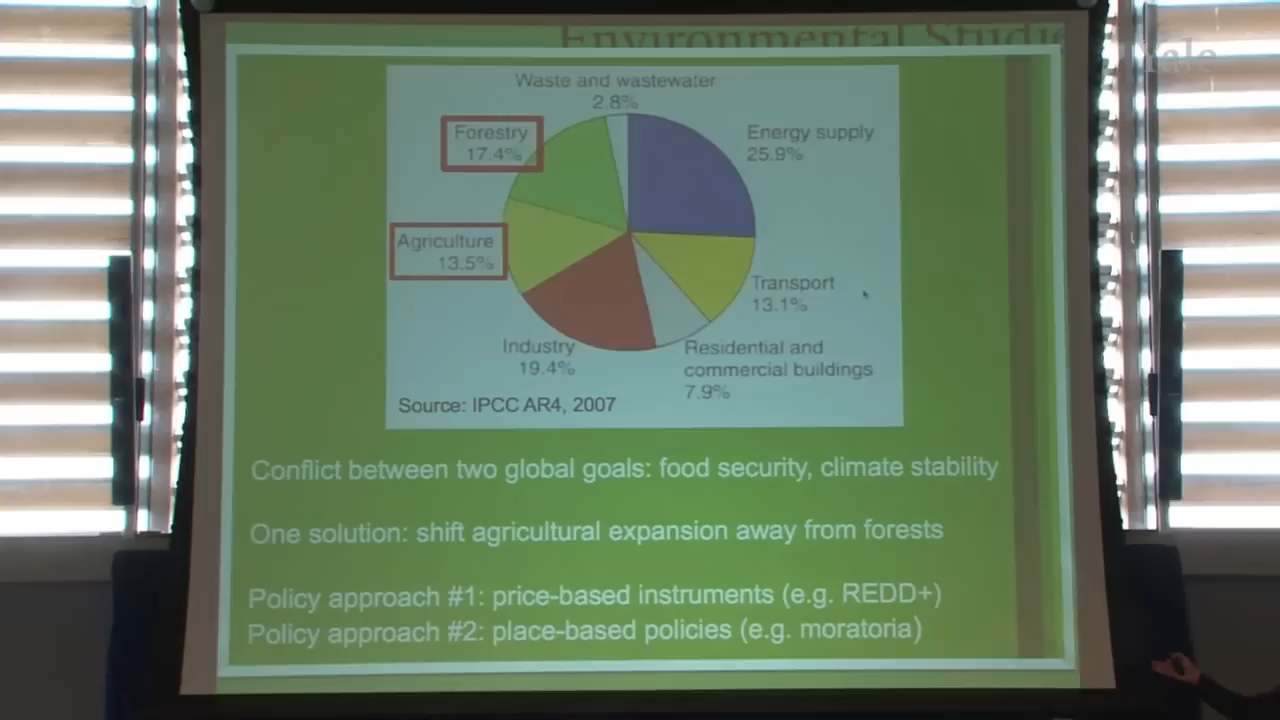 Environmental Studie
Yale
Waste and wastewater
2.8%
Forestry
17.4%
Energy supply
25.9%
Agriculture
13.5%
Transport
13.1%
Industry
19.4%
Residential and
commercial buildings
7.9%
Source: IPCC AR4, 2007
Conflict between two global goals: food security, climate stability
One solution: shift agricultural expansion away from forests
Policy approach #1: price-based instruments (e.g. REDD+)
Policy approach #2: place-based policies (e.g. moratoria)